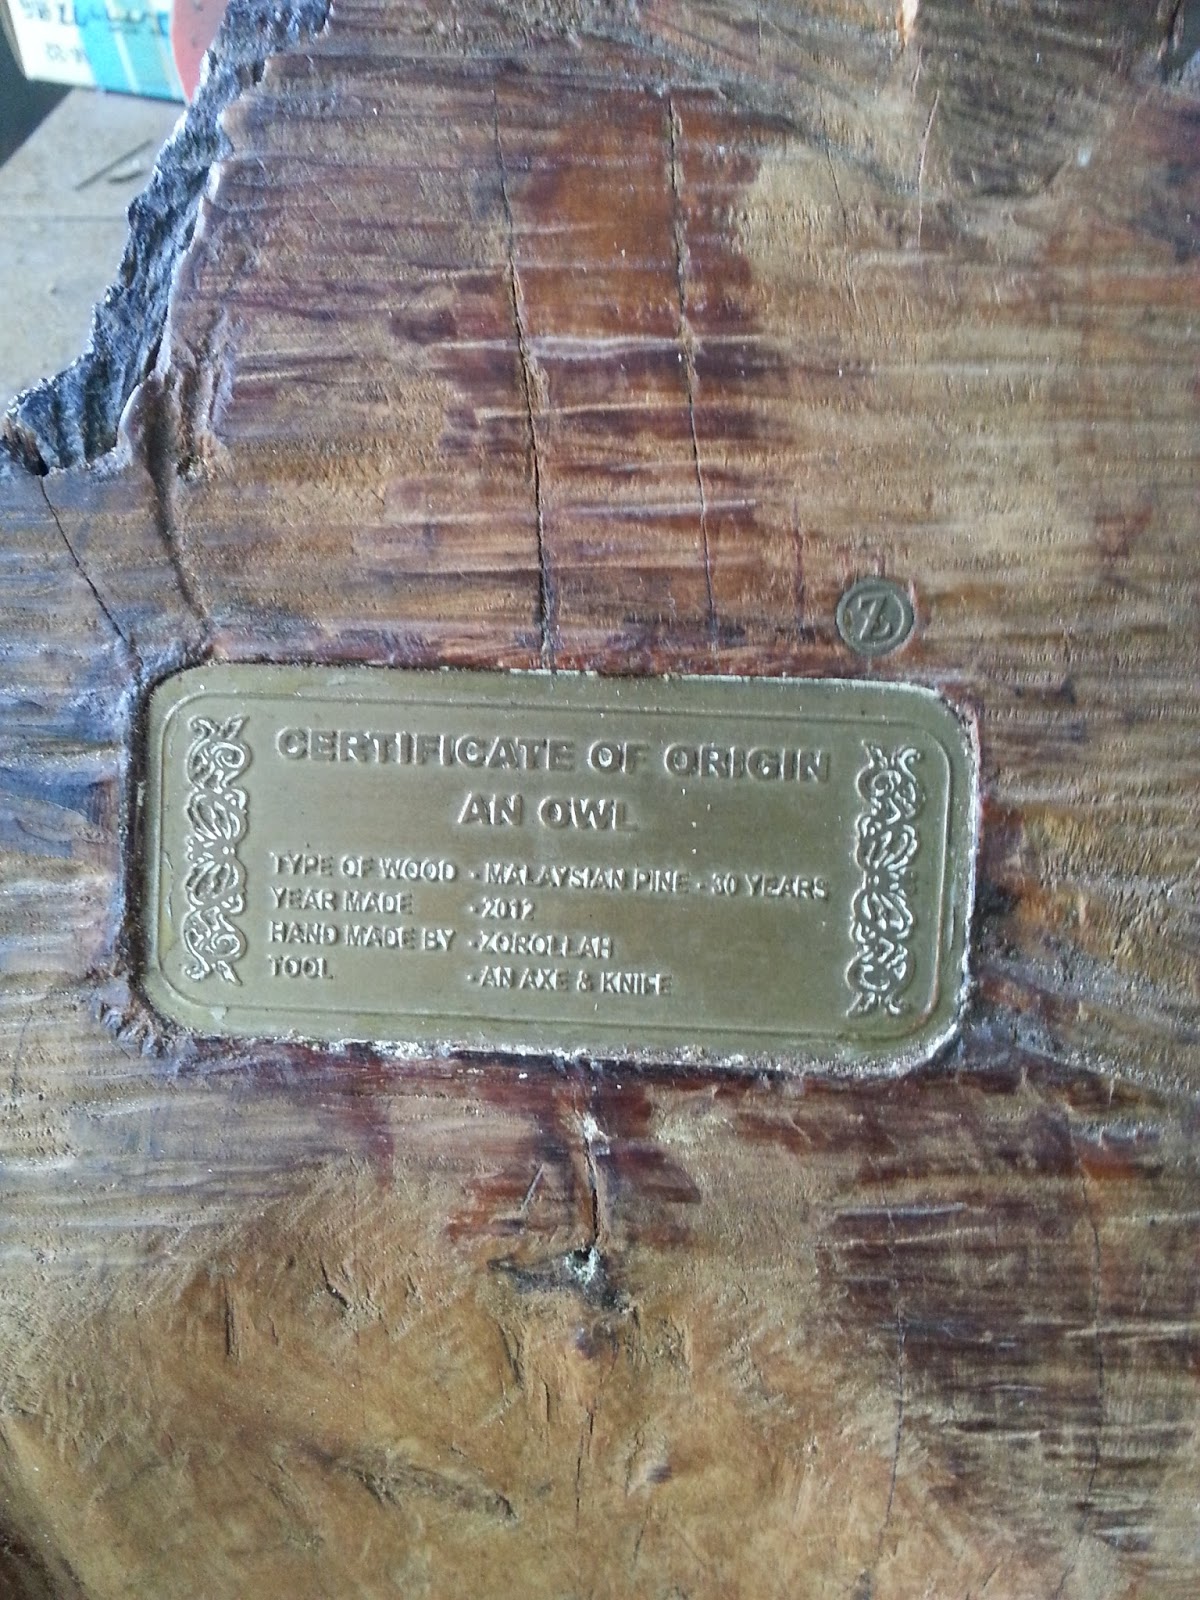 Z
CERTIFICATE OF ORIGIN
AN OWL
TYPE OF WOOD - MALAYSIAN PINE - 30 YEARS
YEAR MADE - 2012
HAND MADE BY - ZOROLLAH
TOOL - AN AXE & KNIFE